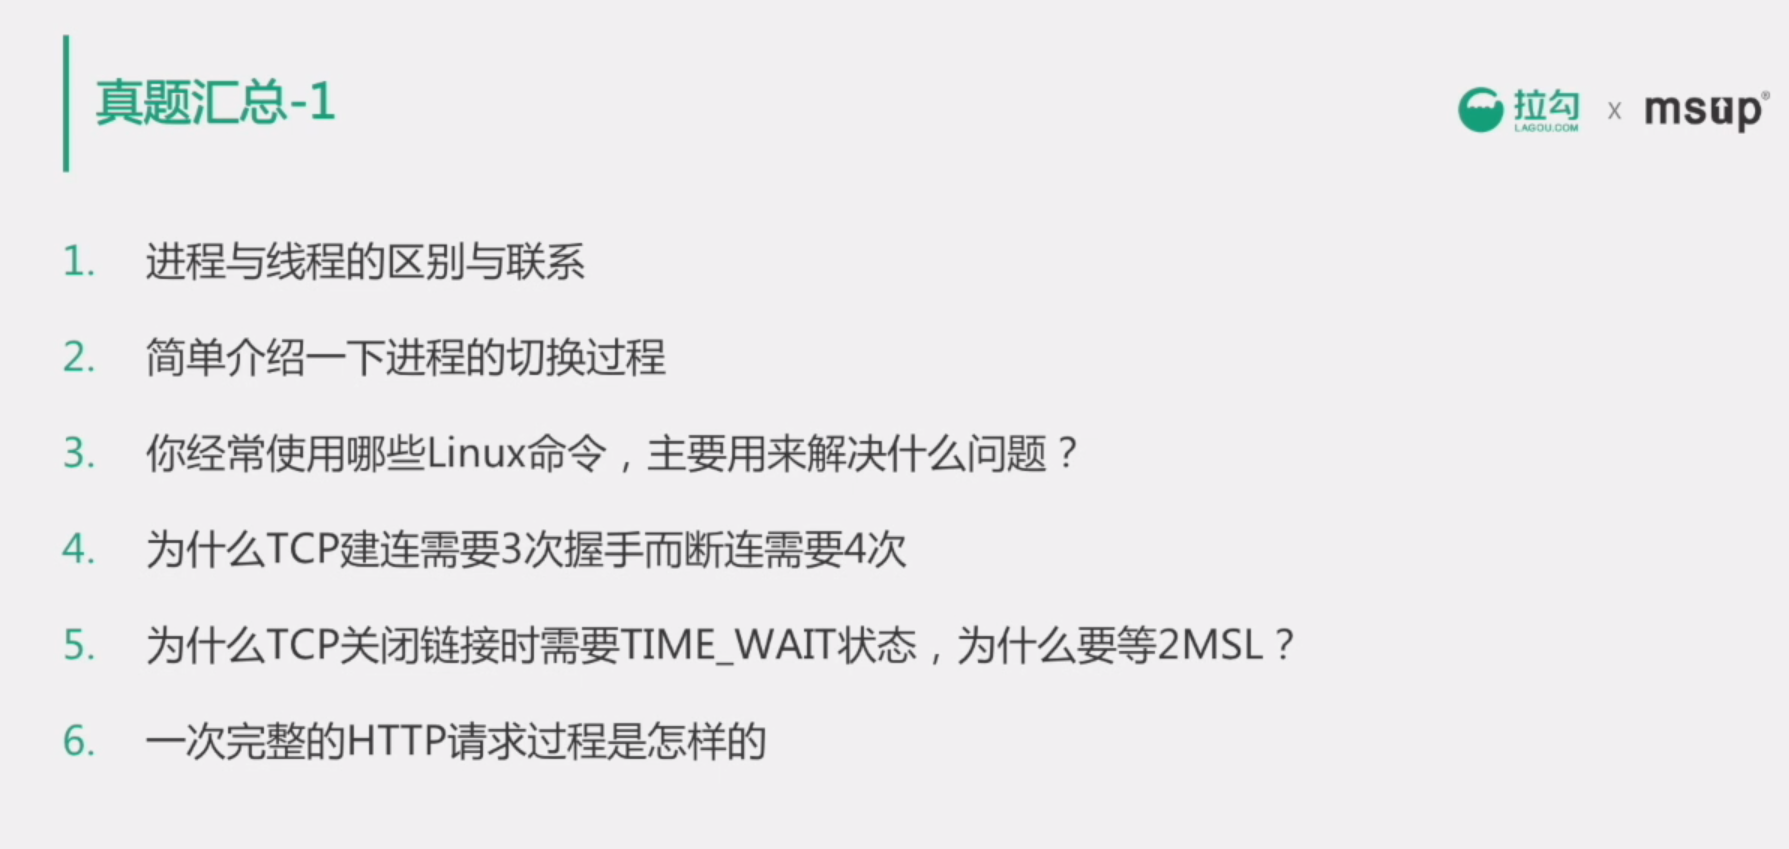 真题汇总-1
拉勾 x msup®
LAGOU.COM
1. 进程与线程的区别与联系
2. 简单介绍一下进程的切换过程
3. 你经常使用哪些Linux命令，主要用来解决什么问题？
4. 为什么TCP建连需要3次握手而断连需要4次
5. 为什么TCP关闭链接时需要TIME_WAIT状态，为什么要等2MSL？
6. 一次完整的HTTP请求过程是怎样的